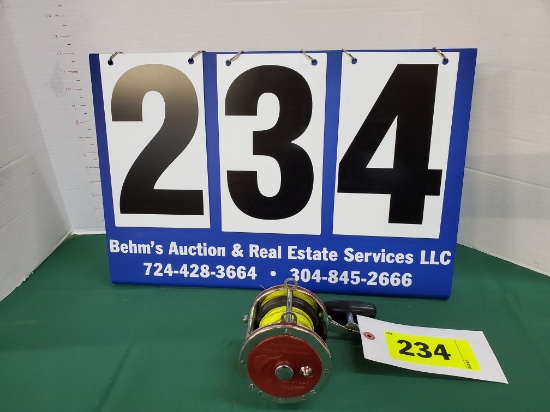 234
Behm's Auction & Real Estate Services LLC
724-428-3664 • 304-845-2666
234